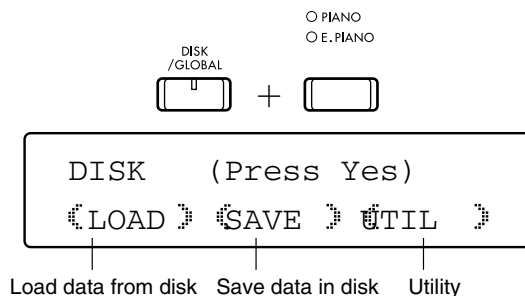 PIANO
E.PIANO
DISK
/GLOBAL
+
DISK (Press Yes)
LOAD SAVE UTIL
Load data from disk Save data in disk Utility